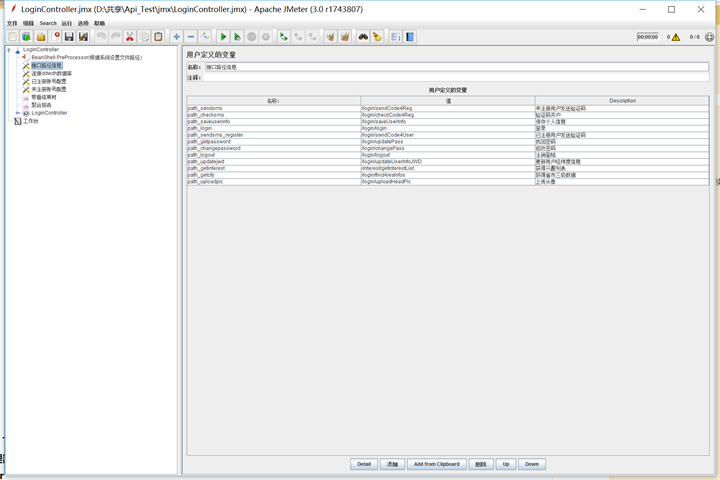 LoginController.jmx (D:\共享\Api_Test\jmx\LoginController.jmx) - Apache JMeter (3.0 r1743807)
文件 编辑 Search 运行 选项 帮助
00:00:00 0 0 / 0
LoginController
BeanShell PreProcessor(根据系统设置文件路径)
接口路径信息
连接ddwdh数据库
已注册账号配置
未注册账号配置
察看结果树
聚合报告
LoginController
工作台
用户定义的变量
名称: 接口路径信息
注释:
用户定义的变量
名称: 值 Description
path_sendsms /login/sendCode4Reg 未注册用户发送验证码
path_checksms /login/checkCode4Reg 验证码开户
path_saveuserinfo /login/saveUserInfo 保存个人信息
path_login /login/login 登录
path_sendsms_register /login/sendCode4User 已注册用户发送验证码
path_getpassword /login/updatePass 找回密码
path_changepassword /login/changePass 修改密码
path_logout /login/logout 注销登陆
path_updatejwd /login/updateUserInfoJWD 更新用户经纬度信息
path_getinterest /interest/getInterestList 获得兴趣列表
path_getcity /login/findAreaInfos 获得省市三级数据
path_uploadpic /login/uploadHeadPic 上传头像
Detail 添加 Add from Clipboard 删除 Up Down